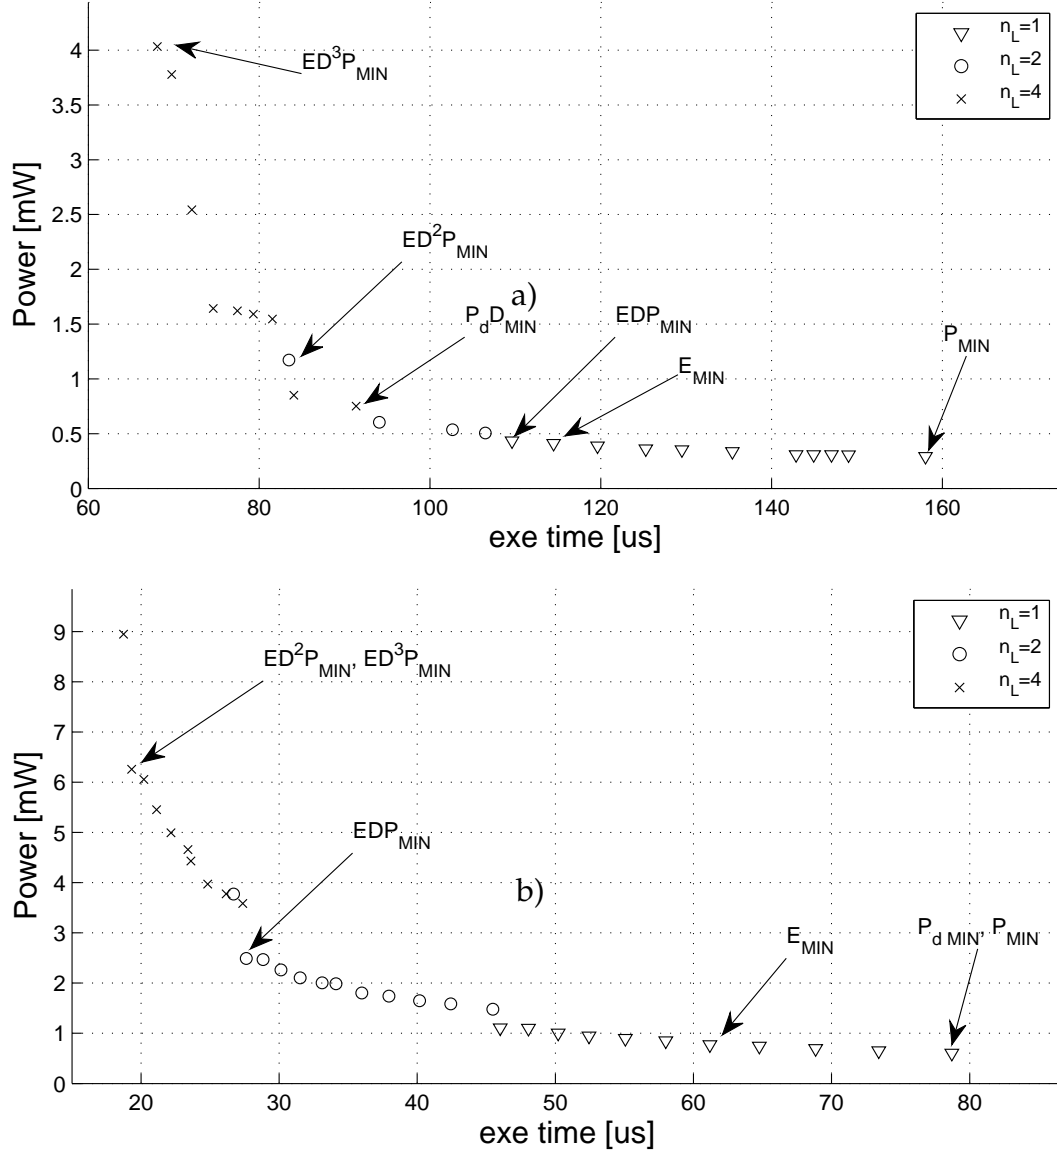 n_L=1
n_L=2
n_L=4
4
3.5
3
2.5
2
1.5
1
0.5
0
Power [mW]
ED^3P_MIN
ED^2P_MIN
a)
P_dD_MIN
EDP_MIN
E_MIN
P_MIN
60 80 100 120 140 160
exe time [us]
n_L=1
n_L=2
n_L=4
9
8
7
6
5
4
3
2
1
0
Power [mW]
ED^2P_MIN, ED^3P_MIN
EDP_MIN
b)
E_MIN
P_d MIN, P_MIN
20 30 40 50 60 70 80
exe time [us]